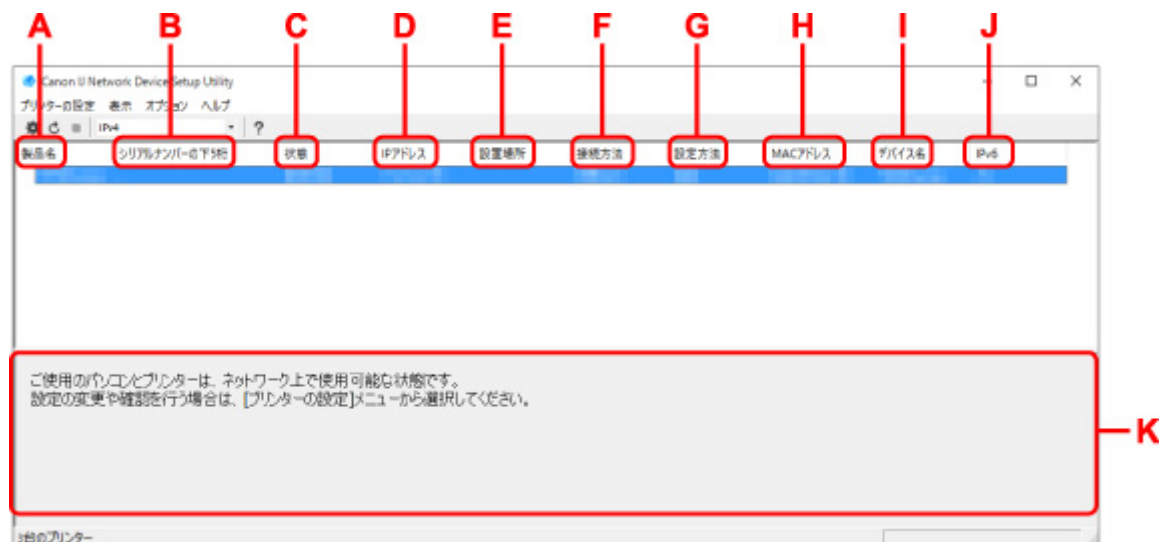 A B C D E F G H I J
Canon IJ Network Device Setup Utility
プリンターの設定 表示 オプション ヘルプ
IPv4 ?
製品名 シリアルナンバーの下5桁 状態 IPアドレス 設置場所 接続方法 設定方法 MACアドレス デバイス名 IPv6
ご使用のパソコンとプリンターは、ネットワーク上で使用可能な状態です。
設定の変更や確認を行う場合は、[プリンターの設定]メニューから選択してください。
K
1台のプリンター